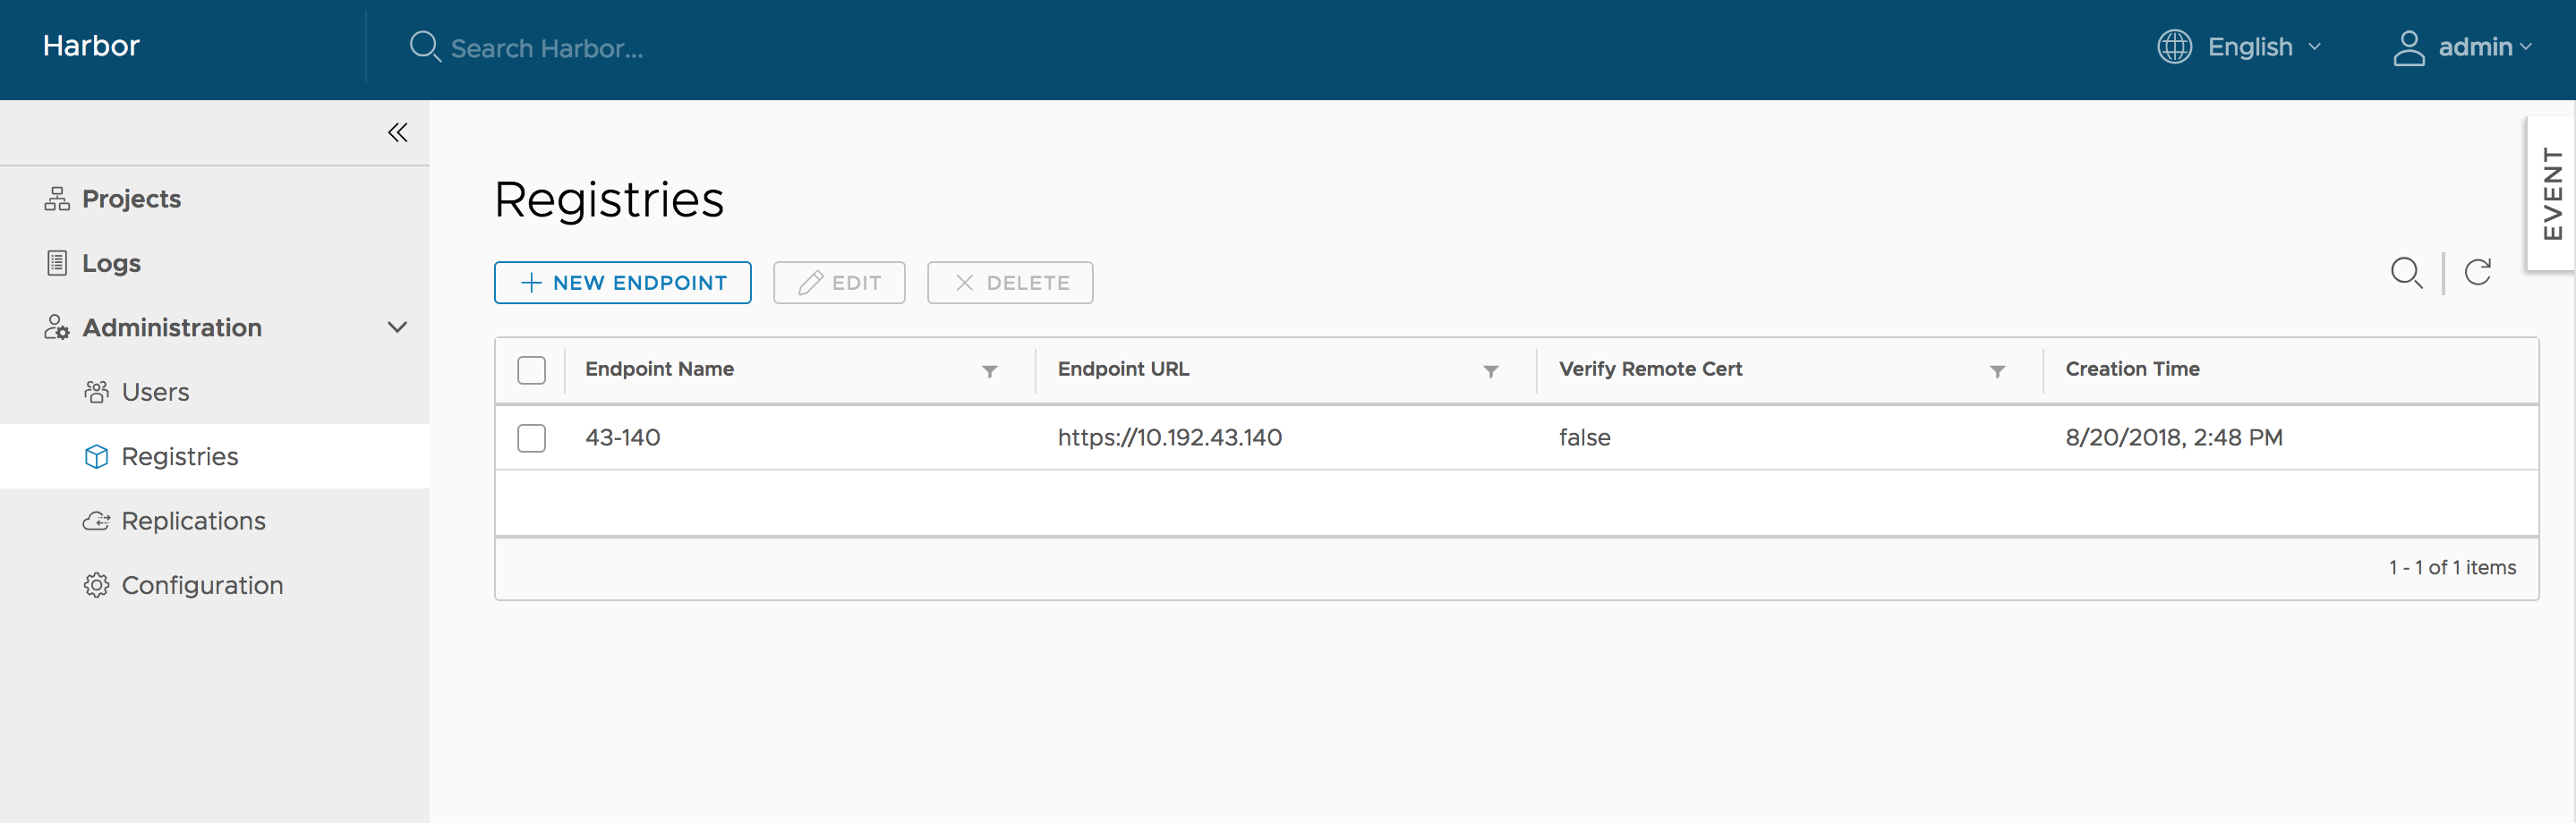 Harbor
Search Harbor...
English
admin
EVENT
Projects
Logs
Administration
Users
Registries
Replications
Configuration
Registries
NEW ENDPOINT EDIT DELETE
Endpoint Name Endpoint URL Verify Remote Cert Creation Time
43-140 https://10.192.43.140 false 8/20/2018, 2:48 PM
1 - 1 of 1 items